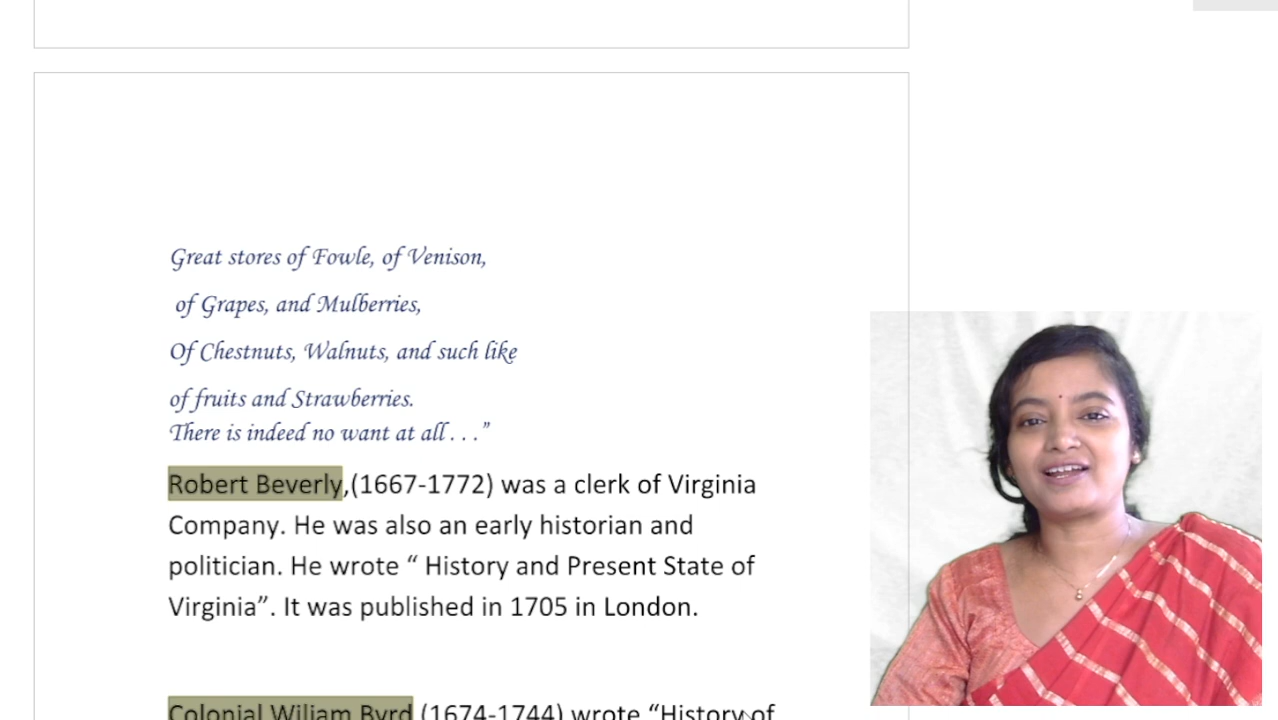 Great stores of Fowle, of Venison,
of Grapes, and Mulberries,
Of Chestnuts, Walnuts, and such like
of fruits and Strawberries.
There is indeed no want at all . . .”
Robert Beverly,(1667-1772) was a clerk of Virginia
Company. He was also an early historian and
politician. He wrote “ History and Present State of
Virginia”. It was published in 1705 in London.
Colonial Wiliam Byrd (1674-1744) wrote “History of